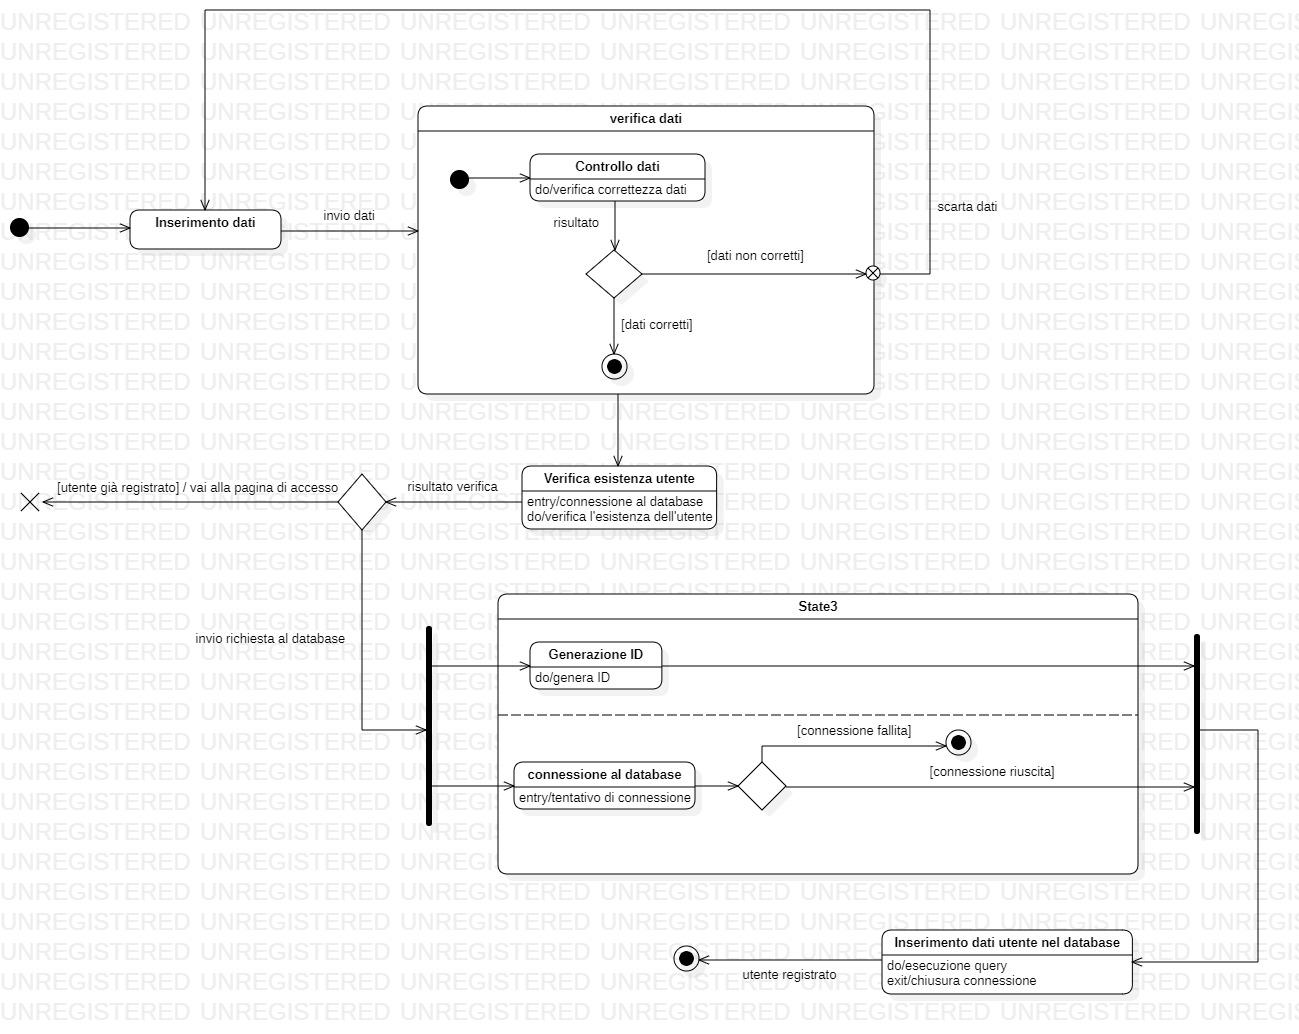 verifica dati
Controllo dati
do/verifica correttezza dati
Inserimento dati
invio dati
scarta dati
risultato
[dati non corretti]
[dati corretti]
Verifica esistenza utente
entry/connessione al database
do/verifica l'esistenza dell'utente
risultato verifica
[utente già registrato] / vai alla pagina di accesso
invio richiesta al database
State3
Generazione ID
do/genera ID
[connessione fallita]
connessione al database
entry/tentativo di connessione
[connessione riuscita]
Inserimento dati utente nel database
do/esecuzione query
exit/chiusura connessione
utente registrato
UNREGISTERED